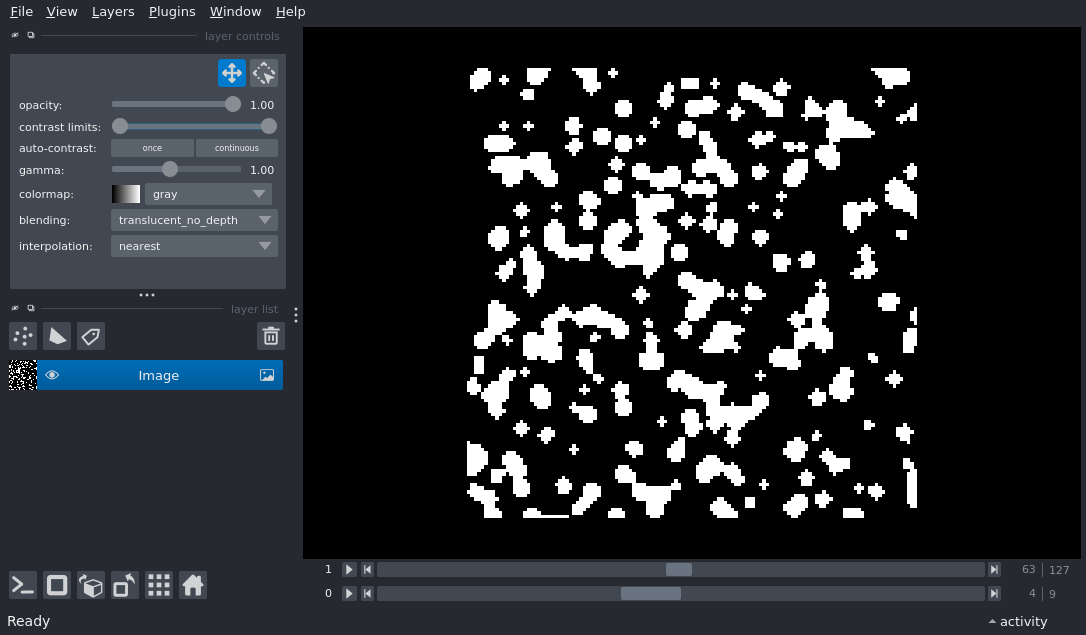 File View Layers Plugins Window Help
layer controls
opacity: 1.00
contrast limits:
auto-contrast: once continuous
gamma: 1.00
colormap: gray
blending: translucent_no_depth
interpolation: nearest
layer list
Image
1 63 127
0 4 9
Ready activity